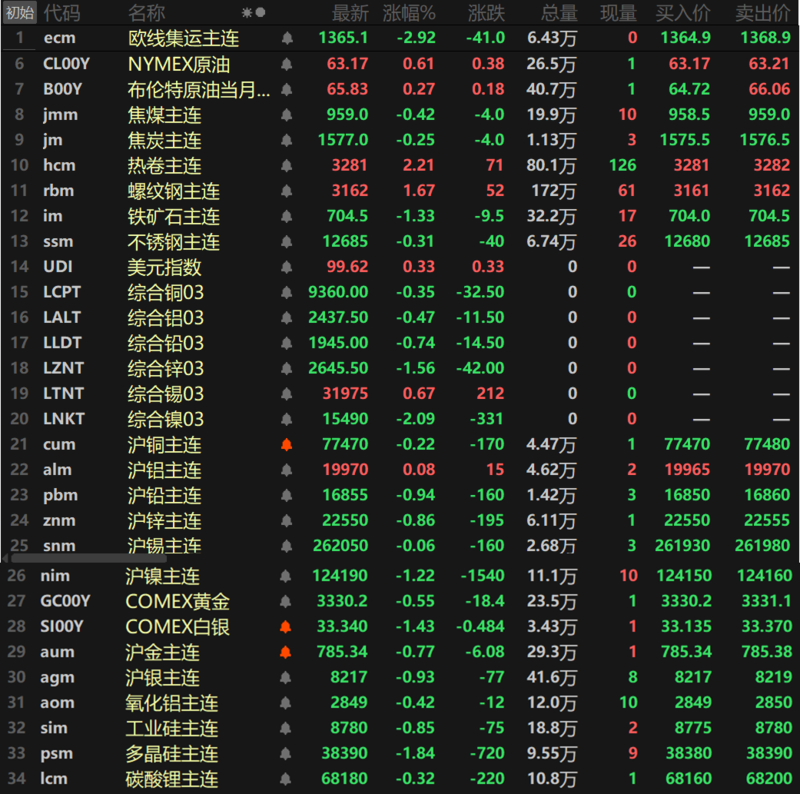 初始 代码 名称 最新 涨幅% 涨跌 总量 现量 买入价 卖出价
1 ecm 欧线集运主连 1365.1 -2.92 -41.0 6.43万 0 1364.9 1368.9
6 CL00Y NYMEX原油 63.17 0.61 0.38 26.5万 1 63.17 63.21
7 B00Y 布伦特原油当月... 65.83 0.27 0.18 40.7万 1 64.72 66.06
8 jmm 焦煤主连 959.0 -0.42 -4.0 19.9万 10 958.5 959.0
9 jm 焦炭主连 1577.0 -0.25 -4.0 1.13万 3 1575.5 1576.5
10 hcm 热卷主连 3281 2.21 71 80.1万 126 3281 3282
11 rbm 螺纹钢主连 3162 1.67 52 172万 61 3161 3162
12 im 铁矿石主连 704.5 -1.33 -9.5 32.2万 17 704.0 704.5
13 ssm 不锈钢主连 12685 -0.31 -40 6.74万 26 12680 12685
14 UDI 美元指数 99.62 0.33 0.33 0 0 — —
15 LCPT 综合铜03 9360.00 -0.35 -32.50 0 0 — —
16 LALT 综合铝03 2437.50 -0.47 -11.50 0 0 — —
17 LLDT 综合铅03 1945.00 -0.74 -14.50 0 0 — —
18 LZNT 综合锌03 2645.50 -1.56 -42.00 0 0 — —
19 LTNT 综合锡03 31975 0.67 212 0 0 — —
20 LNKT 综合镍03 15490 -2.09 -331 0 0 — —
21 cum 沪铜主连 77470 -0.22 -170 4.47万 1 77470 77480
22 alm 沪铝主连 19970 0.08 15 4.62万 2 19965 19970
23 pbm 沪铅主连 16855 -0.94 -160 1.42万 3 16850 16860
24 znm 沪锌主连 22550 -0.86 -195 6.11万 1 22550 22555
25 snm 沪锡主连 262050 -0.06 -160 2.68万 3 261930 261980
26 nim 沪镍主连 124190 -1.22 -1540 11.1万 10 124150 124160
27 GC00Y COMEX黄金 3330.2 -0.55 -18.4 23.5万 1 3330.2 3331.1
28 SI00Y COMEX白银 33.340 -1.43 -0.484 3.43万 1 33.135 33.370
29 aum 沪金主连 785.34 -0.77 -6.08 29.3万 1 785.34 785.38
30 agm 沪银主连 8217 -0.93 -77 41.6万 8 8217 8219
31 aom 氧化铝主连 2849 -0.42 -12 12.0万 10 2849 2850
32 sim 工业硅主连 8780 -0.85 -75 18.8万 2 8775 8780
33 psm 多晶硅主连 38390 -1.84 -720 9.55万 9 38380 38390
34 lcm 碳酸锂主连 68180 -0.32 -220 10.8万 1 68160 68200